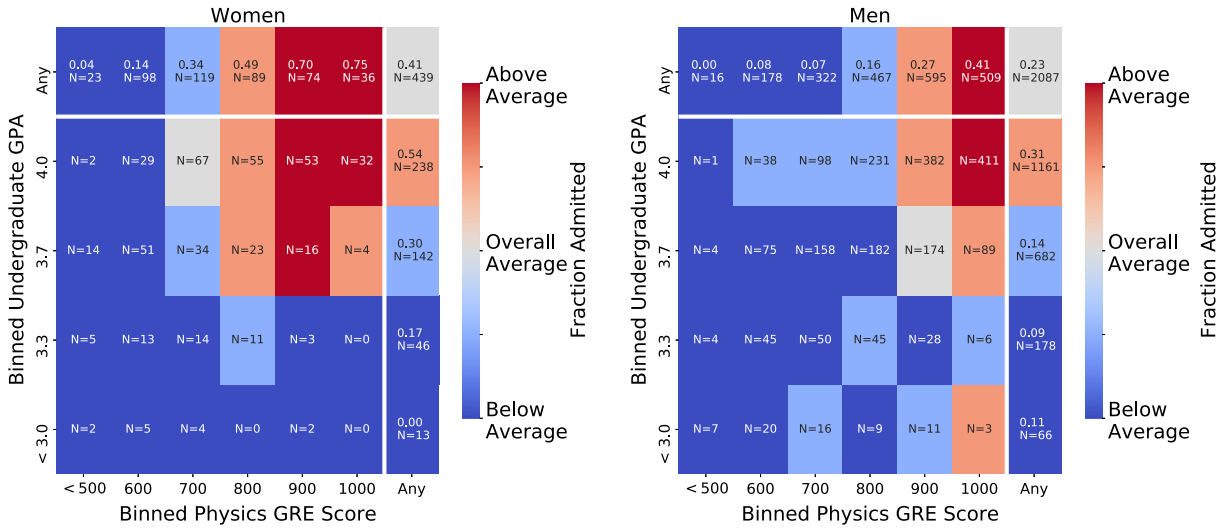 Women
Binned Undergraduate GPA
Any
0.04 0.14 0.34 0.49 0.70 0.75 0.41
N=23 N=98 N=119 N=89 N=74 N=36 N=439
4.0
N=2 N=29 N=67 N=55 N=53 N=32 0.54
N=238
3.7
N=14 N=51 N=34 N=23 N=16 N=4 0.30
N=142
3.3
N=5 N=13 N=14 N=11 N=3 N=0 0.17
N=46
< 3.0
N=2 N=5 N=4 N=0 N=2 N=0 0.00
N=13
< 500 600 700 800 900 1000 Any
Binned Physics GRE Score
Above
Average
Overall
Average
Below
Average
Fraction Admitted
Men
Binned Undergraduate GPA
Any
0.00 0.08 0.07 0.16 0.27 0.41 0.23
N=16 N=178 N=322 N=467 N=595 N=509 N=2087
4.0
N=1 N=38 N=98 N=231 N=382 N=411 0.31
N=1161
3.7
N=4 N=75 N=158 N=182 N=174 N=89 0.14
N=682
3.3
N=4 N=45 N=50 N=45 N=28 N=6 0.09
N=178
< 3.0
N=7 N=20 N=16 N=9 N=11 N=3 0.11
N=66
< 500 600 700 800 900 1000 Any
Binned Physics GRE Score
Above
Average
Overall
Average
Below
Average
Fraction Admitted